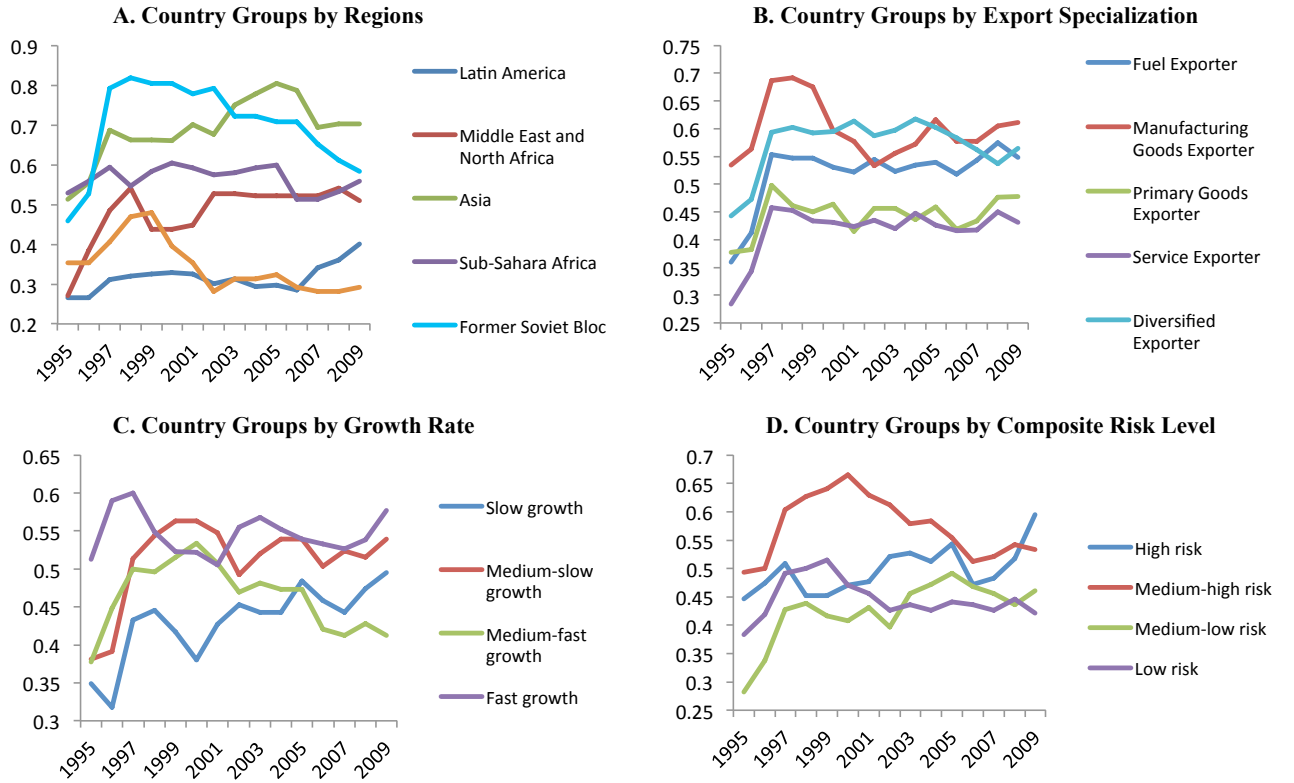 A. Country Groups by Regions
0.9
0.8
0.7
0.6
0.5
0.4
0.3
0.2
1995
1997
1999
2001
2003
2005
2007
2009
Latin America
Middle East and
North Africa
Asia
Sub-Sahara Africa
Former Soviet Bloc
B. Country Groups by Export Specialization
0.75
0.7
0.65
0.6
0.55
0.5
0.45
0.4
0.35
0.3
0.25
1995
1997
1999
2001
2003
2005
2007
2009
Fuel Exporter
Manufacturing
Goods Exporter
Primary Goods
Exporter
Service Exporter
Diversified
Exporter
C. Country Groups by Growth Rate
0.65
0.6
0.55
0.5
0.45
0.4
0.35
0.3
1995
1997
1999
2001
2003
2005
2007
2009
Slow growth
Medium-slow
growth
Medium-fast
growth
Fast growth
D. Country Groups by Composite Risk Level
0.7
0.65
0.6
0.55
0.5
0.45
0.4
0.35
0.3
0.25
1995
1997
1999
2001
2003
2005
2007
2009
High risk
Medium-high risk
Medium-low risk
Low risk